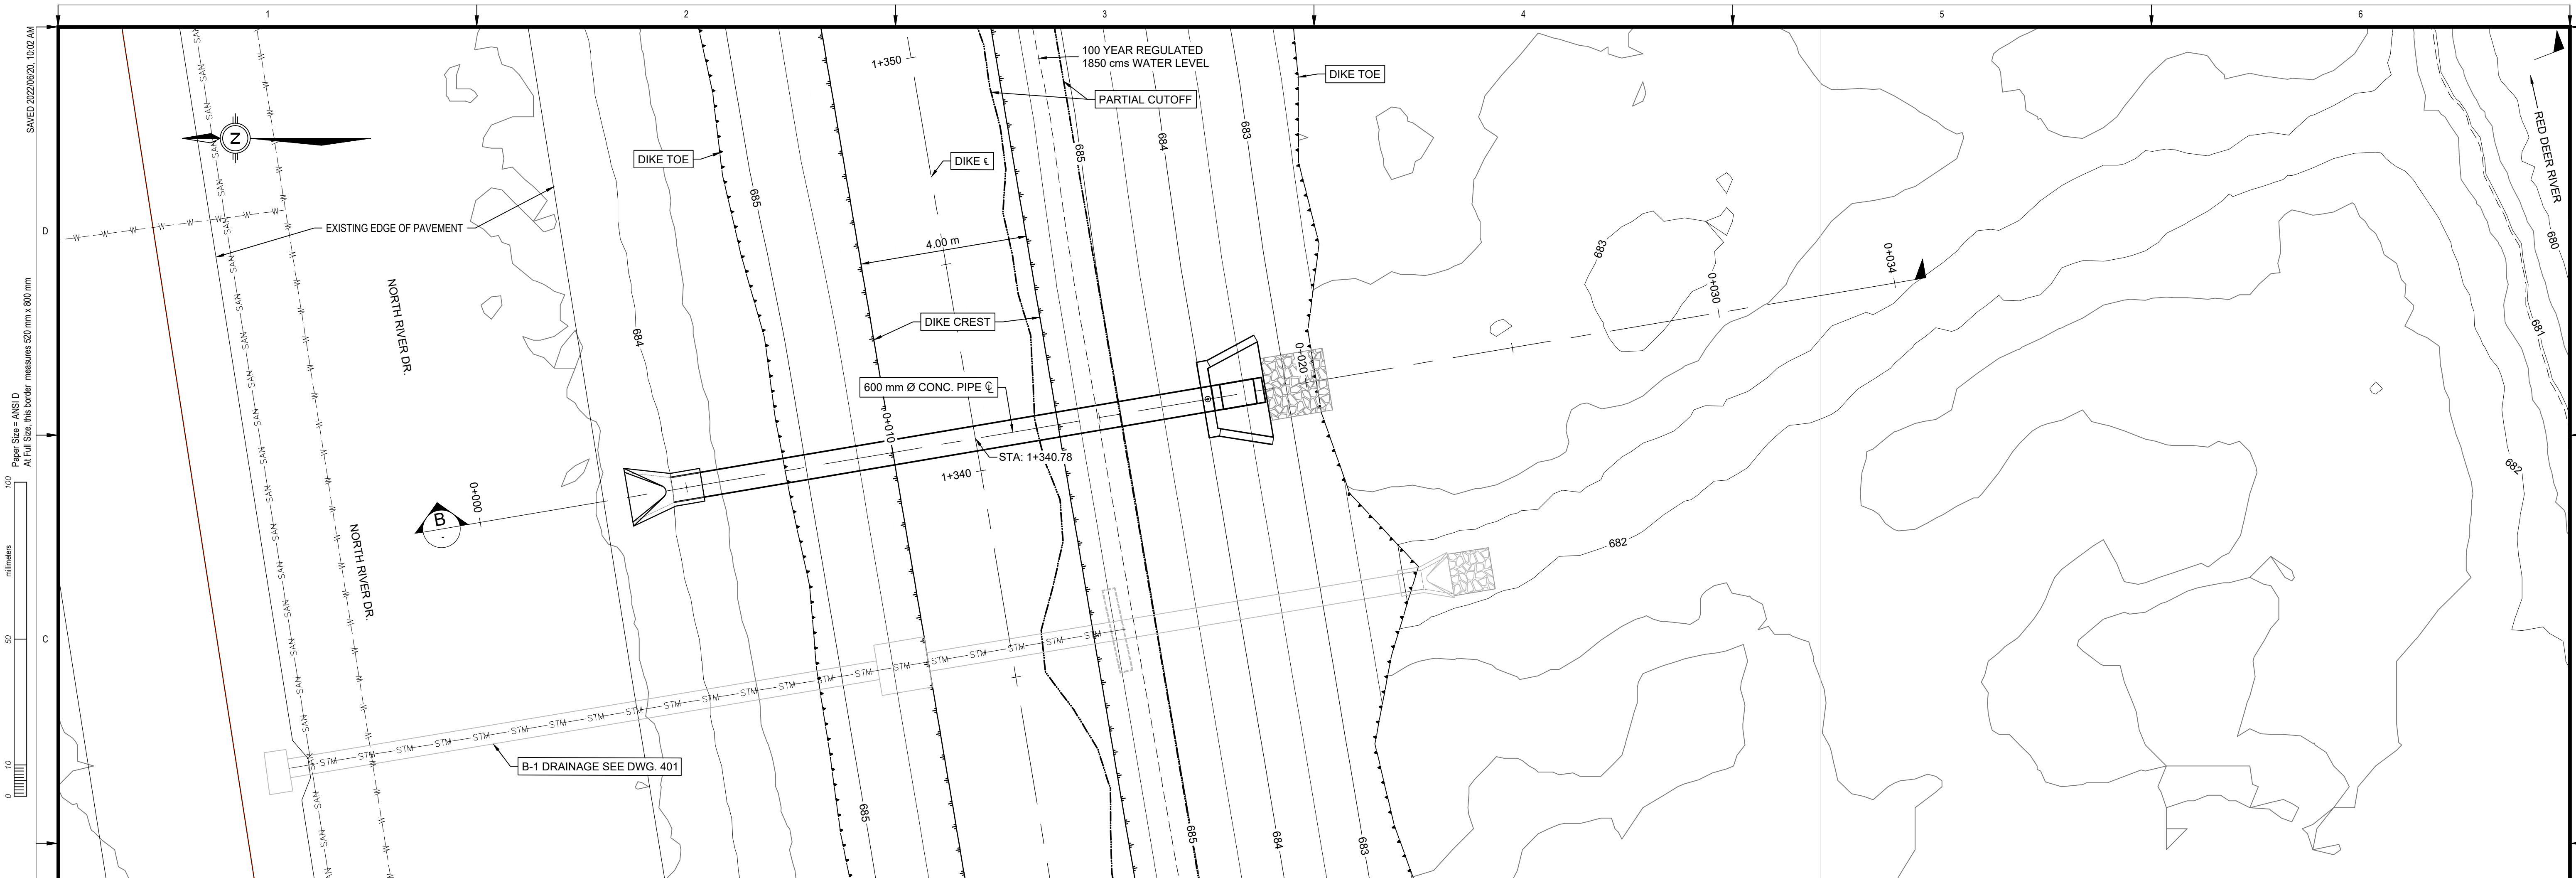 1
2
3
4
5
6
SAVED 2022/06/20, 10:02 AM
Paper Size = ANSI D
At Full Size, this border measures 520 mm x 800 mm
100
millimeters
50
10
0
D
C
Z
SAN
W
STM
1+350
100 YEAR REGULATED
1850 cms WATER LEVEL
PARTIAL CUTOFF
DIKE TOE
DIKE TOE
DIKE ℄
685
685
684
683
RED DEER RIVER
680
681
682
EXISTING EDGE OF PAVEMENT
4.00 m
683
0+034
0+030
NORTH RIVER DR.
684
DIKE CREST
600 mm Ø CONC. PIPE ℄
0+020
0+010
STA: 1+340.78
1+340
0+000
B
-
NORTH RIVER DR.
682
B-1 DRAINAGE SEE DWG. 401
685
685
684
683